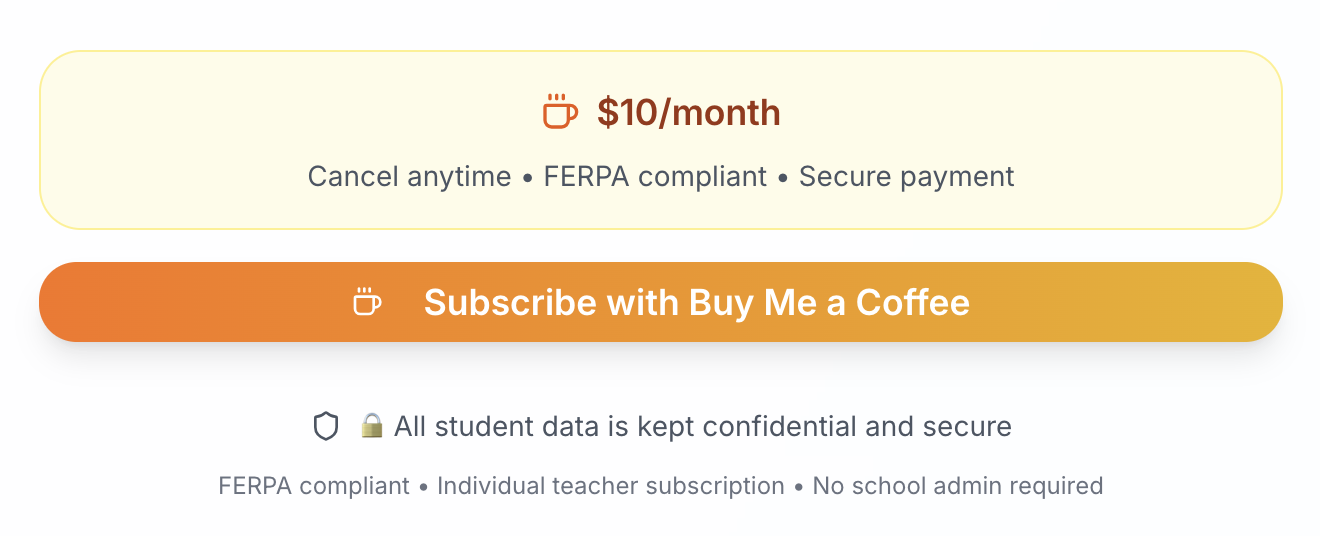 $10/month
Cancel anytime • FERPA compliant • Secure payment
Subscribe with Buy Me a Coffee
🔒 All student data is kept confidential and secure
FERPA compliant • Individual teacher subscription • No school admin required